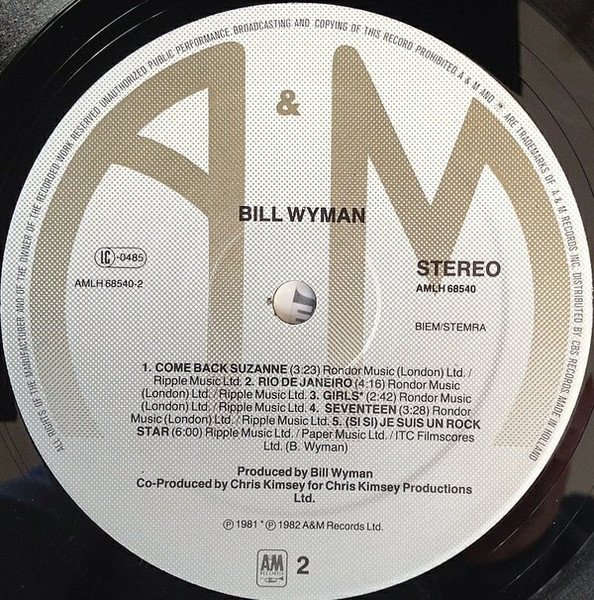 ALL RIGHTS OF THE MANUFACTURER AND OF THE OWNER OF THE RECORDED WORK RESERVED. UNAUTHORIZED PUBLIC PERFORMANCE, BROADCASTING AND COPYING OF THIS RECORD PROHIBITED. A & M AND ARE TRADEMARKS OF A & M RECORDS INC. DISTRIBUTED BY CBS RECORDS. MADE IN HOLLAND
A & M
BILL WYMAN
LC-0485
AMLH 68540-2
STEREO
AMLH 68540
BIEM/STEMRA
1. COME BACK SUZANNE (3:23) Rondor Music (London) Ltd. /
Ripple Music Ltd. 2. RIO DE JANEIRO (4:16) Rondor Music
(London) Ltd. / Ripple Music Ltd. 3. GIRLS* (2:42) Rondor Music
(London) Ltd. / Ripple Music Ltd. 4. SEVENTEEN (3:28) Rondor
Music (London) Ltd. / Ripple Music Ltd. 5. (SI SI) JE SUIS UN ROCK
STAR (6:00) Ripple Music Ltd. / Paper Music Ltd. / ITC Filmscores
Ltd. (B. Wyman)
Produced by Bill Wyman
Co-Produced by Chris Kimsey for Chris Kimsey Productions
Ltd.
℗ 1981 * ℗ 1982 A&M Records Ltd.
A&M
RECORDS
2